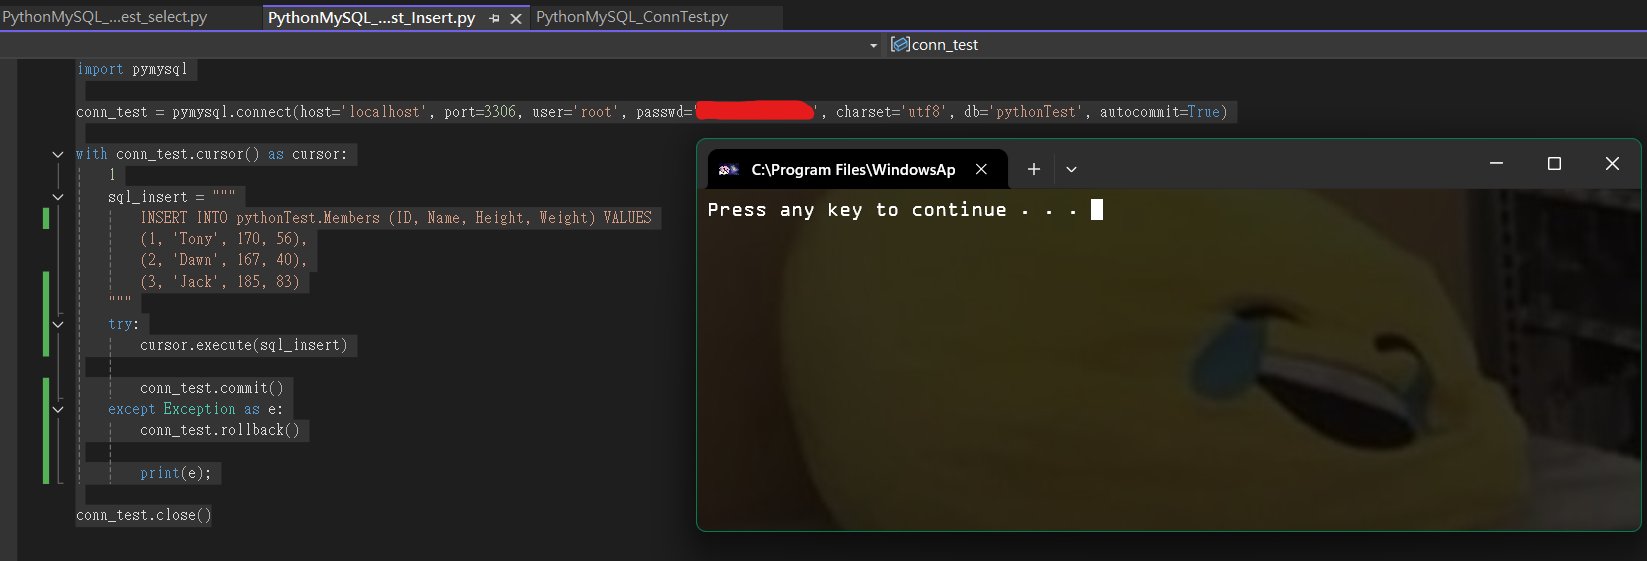 PythonMySQL_...est_select.py
PythonMySQL_...st_Insert.py
PythonMySQL_ConnTest.py
conn_test
import pymysql
conn_test = pymysql.connect(host='localhost', port=3306, user='root', passwd='', charset='utf8', db='pythonTest', autocommit=True)
with conn_test.cursor() as cursor:
1
sql_insert = """
INSERT INTO pythonTest.Members (ID, Name, Height, Weight) VALUES
(1, 'Tony', 170, 56),
(2, 'Dawn', 167, 40),
(3, 'Jack', 185, 83)
"""
try:
cursor.execute(sql_insert)
conn_test.commit()
except Exception as e:
conn_test.rollback()
print(e);
conn_test.close()
C:\Program Files\WindowsAp
Press any key to continue . . .